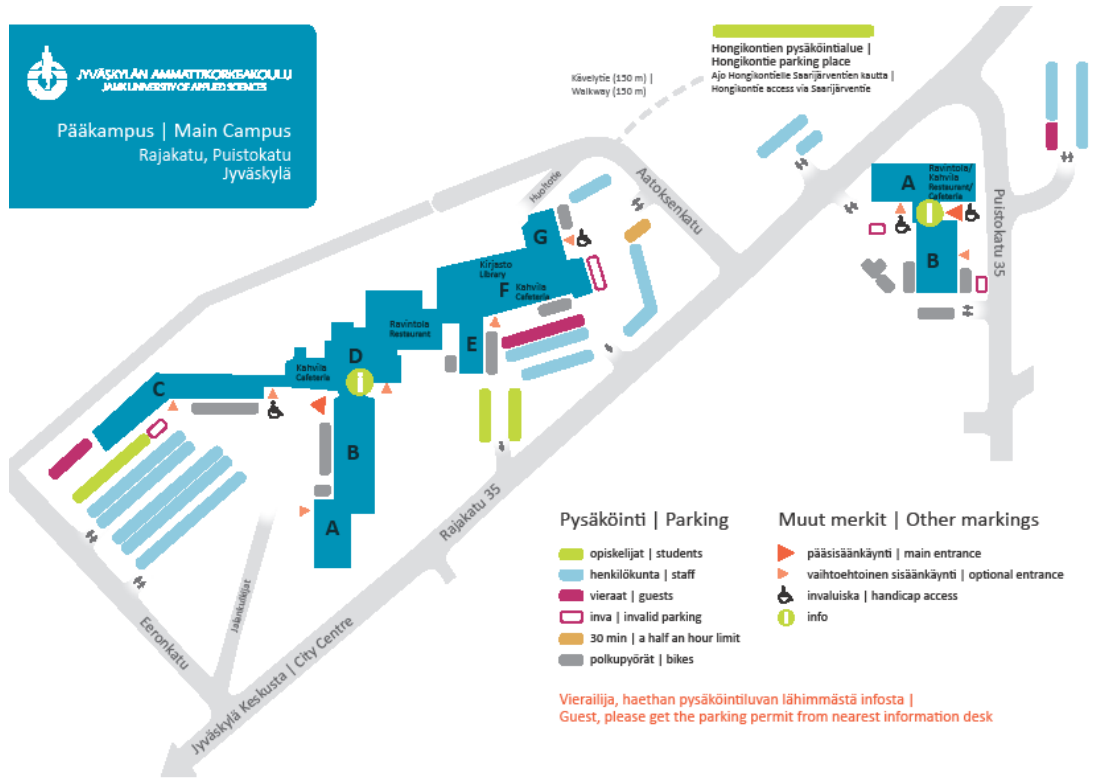 JYVÄSKYLÄN AMMATTIKORKEAKOULU
JAMK UNIVERSITY OF APPLIED SCIENCES
Pääkampus | Main Campus
Rajakatu, Puistokatu
Jyväskylä
Hongikontien pysäköintialue |
Hongikontie parking place
Ajo Hongikontielle Saarijärventien kautta |
Hongikontie access via Saarijärventie
Kävelytie (150 m) |
Walkway (150 m)
Huoltotie
Aatoksenkatu
A
Ravintola/
Kahvila
Restaurant/
Cafeteria
B
Puistokatu 35
G
Kirjasto
Library
F
Kahvila
Cafeteria
E
Ravintola
Restaurant
D
Kahvila
Cafeteria
C
B
A
Rajakatu 35
Jalankulkijat
Eeronkatu
Jyväskylä Keskusta | City Centre
Pysäköinti | Parking
opiskelijat | students
henkilökunta | staff
vieraat | guests
inva | invalid parking
30 min | a half an hour limit
polkupyörät | bikes
Muut merkit | Other markings
pääsisäänkäynti | main entrance
vaihtoehtoinen sisäänkäynti | optional entrance
invaluiska | handicap access
info
Vierailija, haethan pysäköintiluvan lähimmästä infosta |
Guest, please get the parking permit from nearest information desk